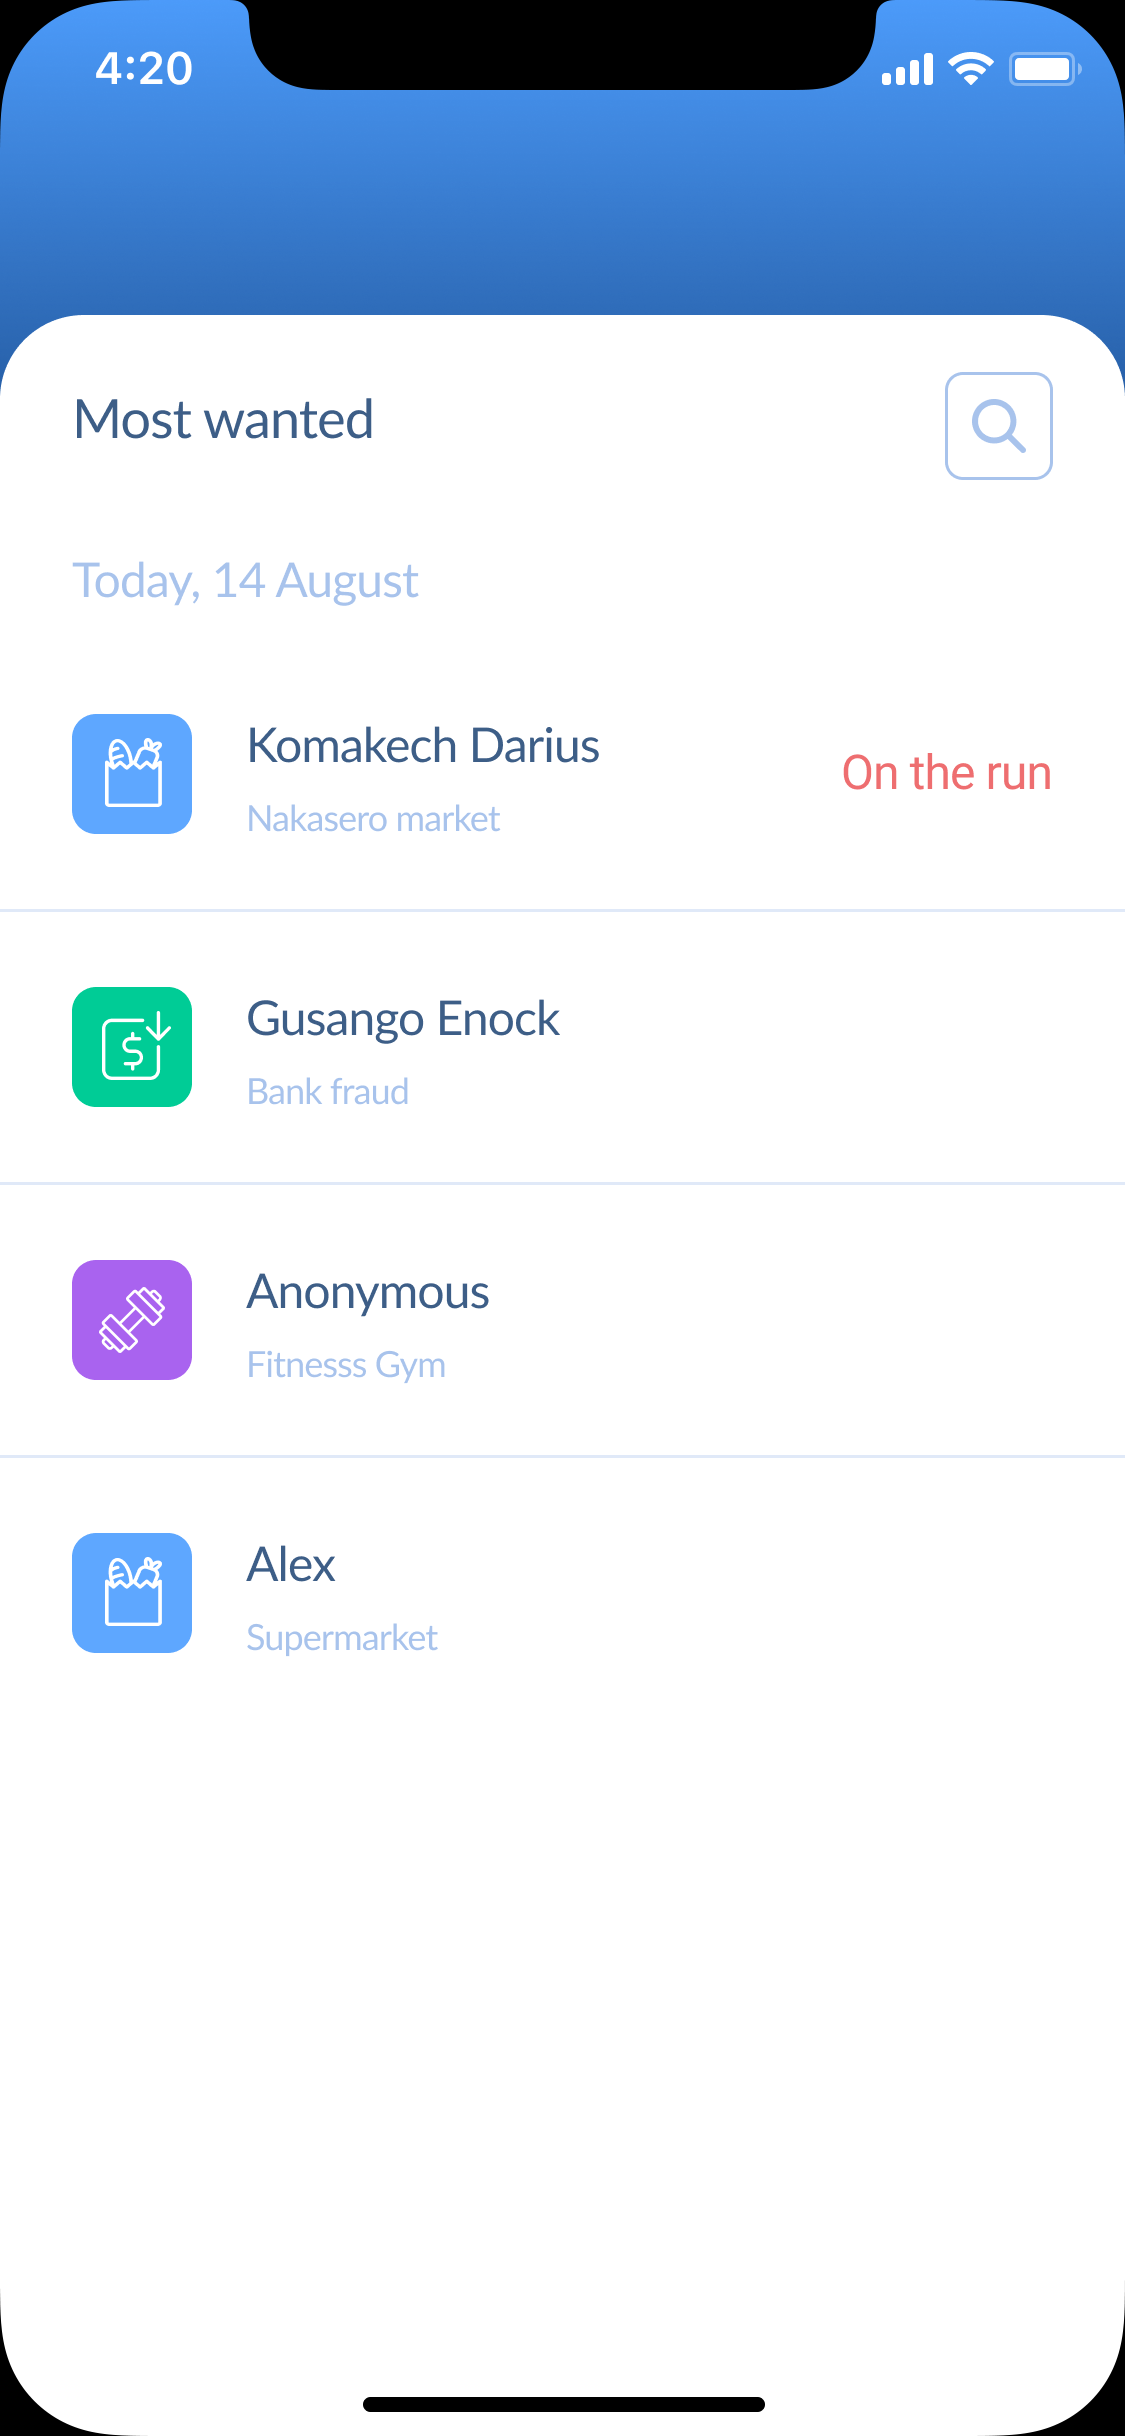 4:20
Most wanted
Today, 14 August
Komakech Darius
On the run
Nakasero market
Gusango Enock
Bank fraud
Anonymous
Fitnesss Gym
Alex
Supermarket